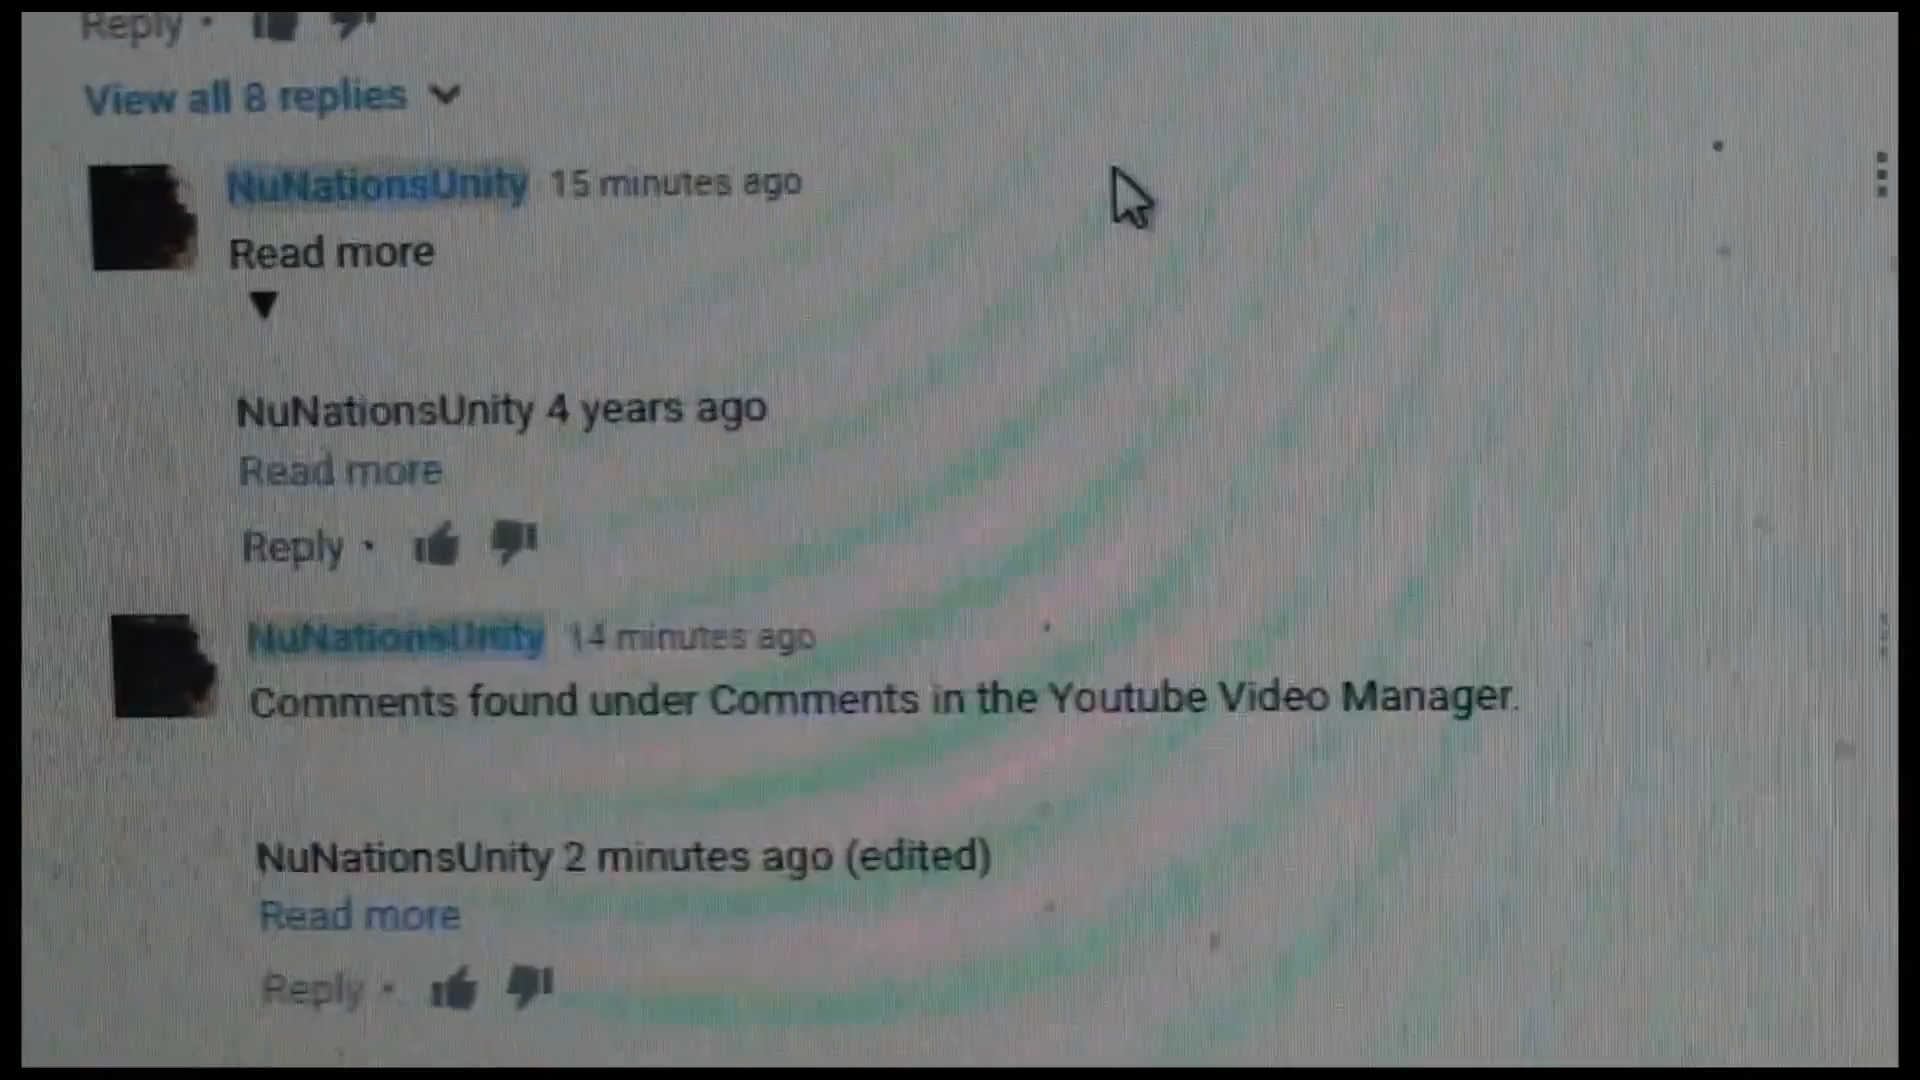 Reply •
View all 8 replies
NuNationsUnity 15 minutes ago
Read more
NuNationsUnity 4 years ago
Read more
Reply •
NuNationsUnity 14 minutes ago
Comments found under Comments in the Youtube Video Manager.
NuNationsUnity 2 minutes ago (edited)
Read more
Reply •